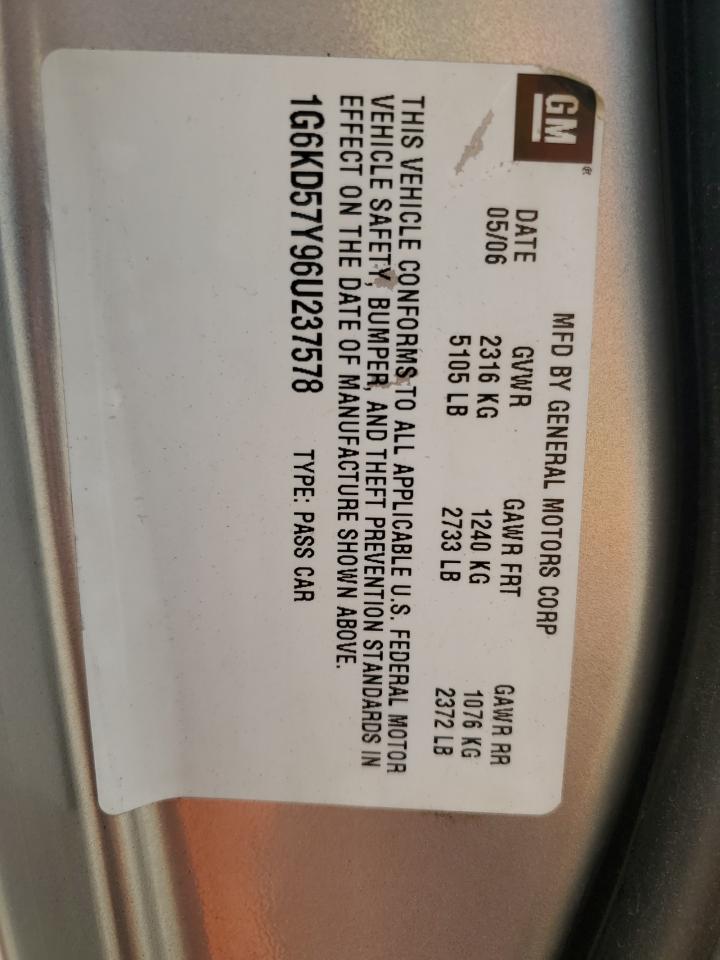 GM®
MFD BY GENERAL MOTORS CORP
DATE GVWR GAWR FRT GAWR RR
05/06 2316 KG 1240 KG 1076 KG
5105 LB 2733 LB 2372 LB
THIS VEHICLE CONFORMS TO ALL APPLICABLE U.S. FEDERAL MOTOR
VEHICLE SAFETY, BUMPER, AND THEFT PREVENTION STANDARDS IN
EFFECT ON THE DATE OF MANUFACTURE SHOWN ABOVE.
1G6KD57Y96U237578 TYPE: PASS CAR